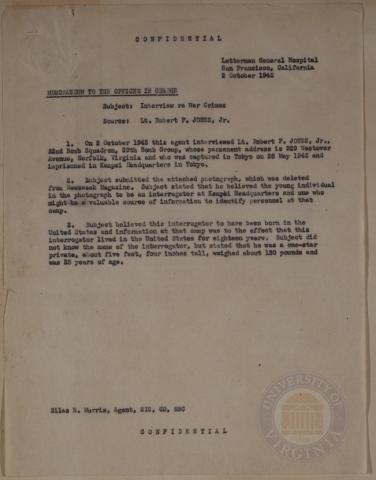 CONFIDENTIAL
Letterman General Hospital
San Francisco, California
2 October 1945
MEMORANDUM TO THE OFFICER IN CHARGE
Subject: Interview re War Crimes
Source: Lt. Robert P. JONES, Jr.
1. On 2 October 1945 this agent interviewed Lt. Robert P. JONES, Jr.,
Bomb Squadron, Bomb Group, whose permanent address is 929 Westover
Avenue, Norfolk, Virginia and who was captured in Tokyo on 26 May 1945 and
imprisoned in Kempei Headquarters in Tokyo.
2. Subject submitted the attached photograph, which was
from Newsweek Magazine. Subject stated that he believed the young individual
in the photograph to be an interrogator at Kempei Headquarters and one who
might be a valuable source of information to identify personnel at that
camp.
3. Subject believed this interrogator to have been born in the
United States and information at that camp was to the effect that this
interrogator lived in the United States for eighteen years. Subject did
not know the name of the interrogator, but stated that he was a one-star
private, about five feet, four inches tall, weighed about 130 pounds and
was 25 years of age.
Silas R. Morris, Agent, SIC,
CONFIDENTIAL
UNIVERSITY OF VIRGINIA